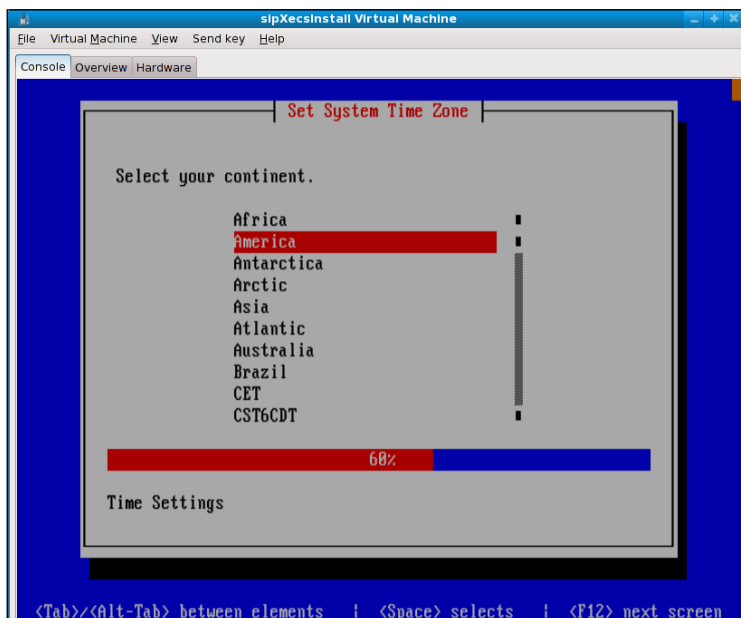 sipXecsInstall Virtual Machine
File Virtual Machine View Send key Help
Console Overview Hardware
Set System Time Zone
Select your continent.
Africa
America
Antarctica
Arctic
Asia
Atlantic
Australia
Brazil
CET
CST6CDT
60%
Time Settings
<Tab>/<Alt-Tab> between elements | <Space> selects | <F12> next screen